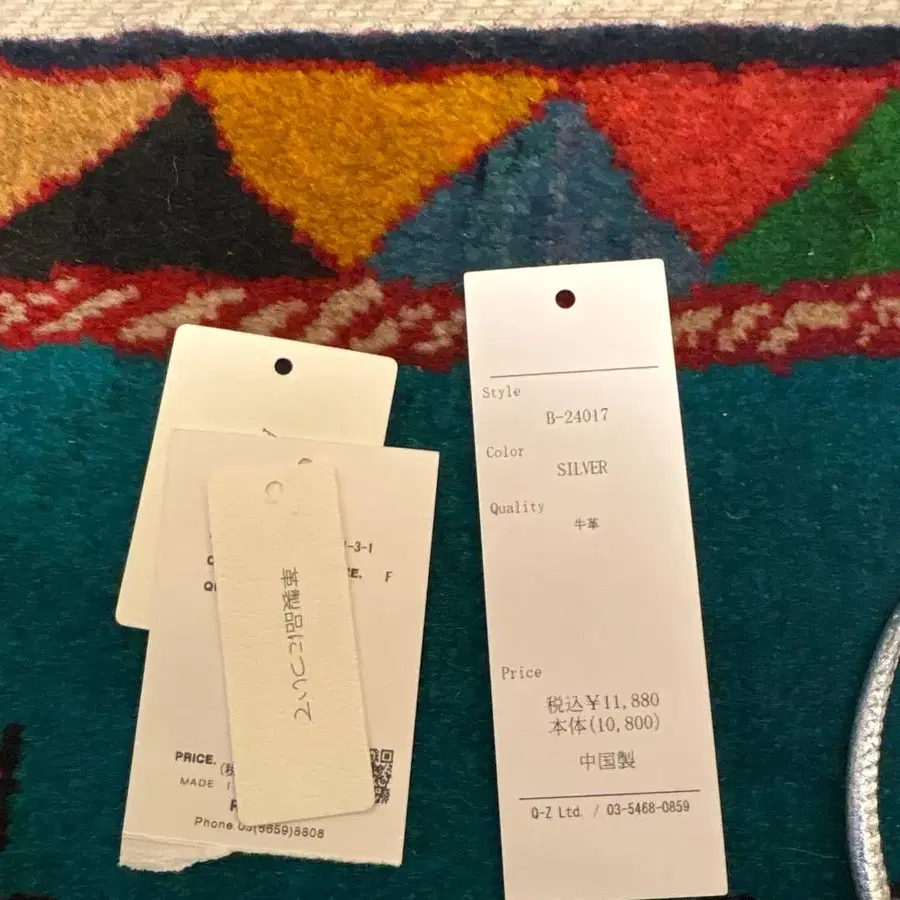 -3-1
E. F
革製品について
PRICE. (税
MADE I
Phone 03(5659)8808
Style
B-24017
Color
SILVER
Quality
牛革
Price
税込¥11,880
本体(10,800)
中国製
Q-Z Ltd. / 03-5468-0859